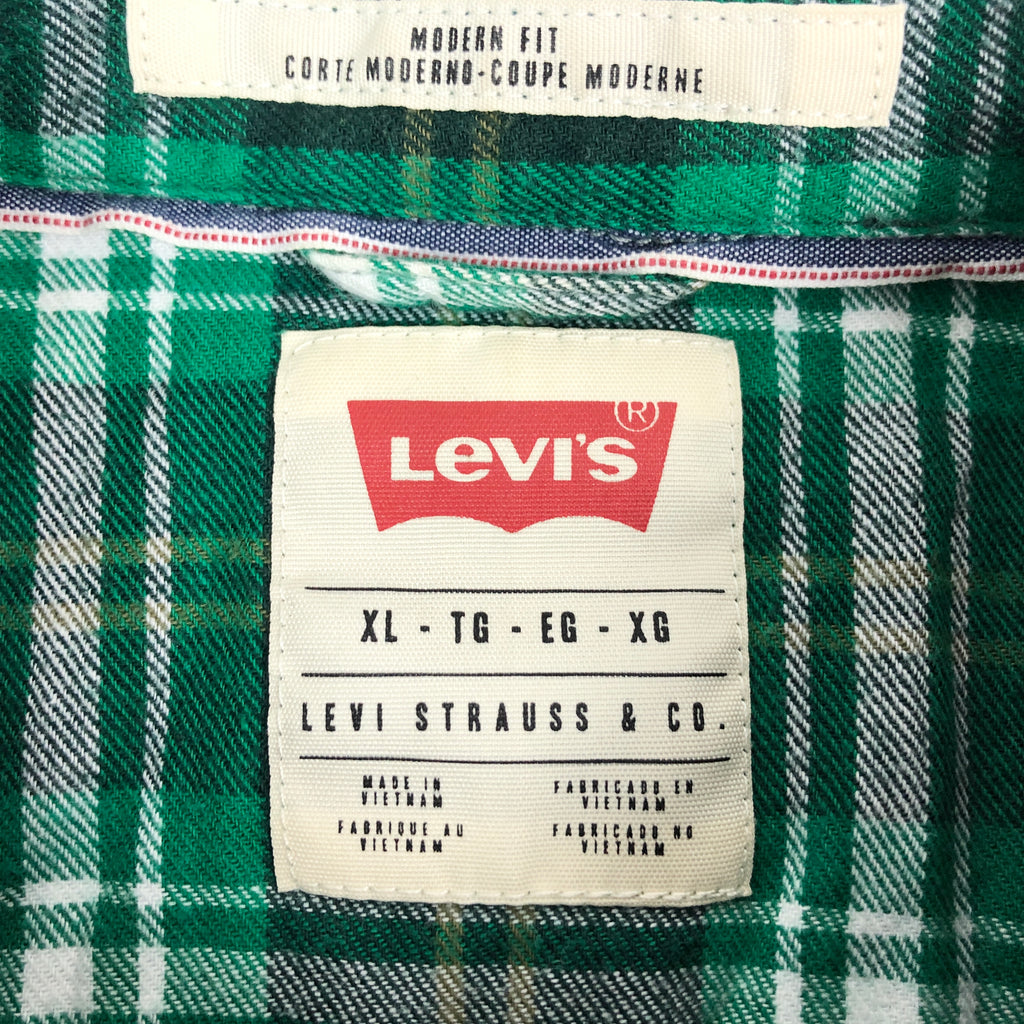 MODERN FIT
CORTE MODERNO-COUPE MODERNE
LEVI'S®
XL - TG - EG - XG
LEVI STRAUSS & CO.
MADE IN
VIETNAM
FABRIQUE AU
VIETNAM
FABRICADO EN
VIETNAM
FABRICADO NO
VIETNAM